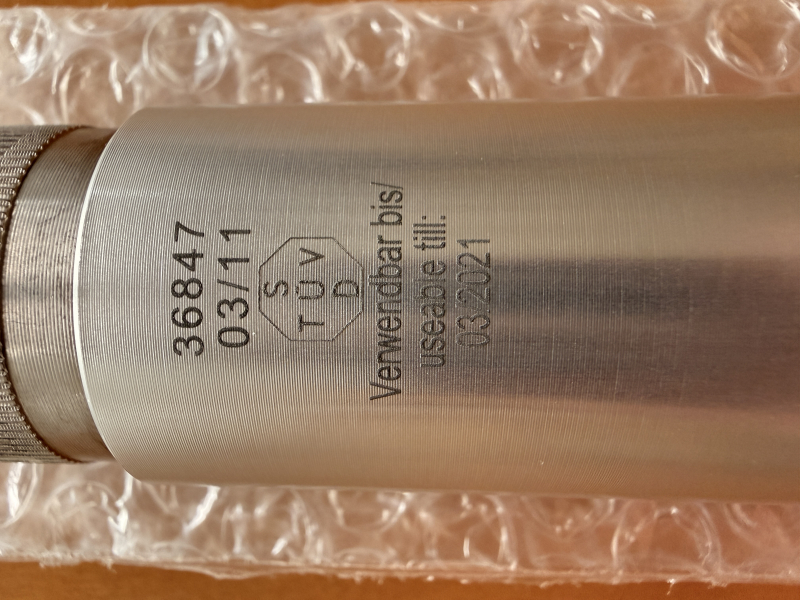 36847
03/11
S
TÜV
D
Verwendbar bis/
useable till:
03.2021